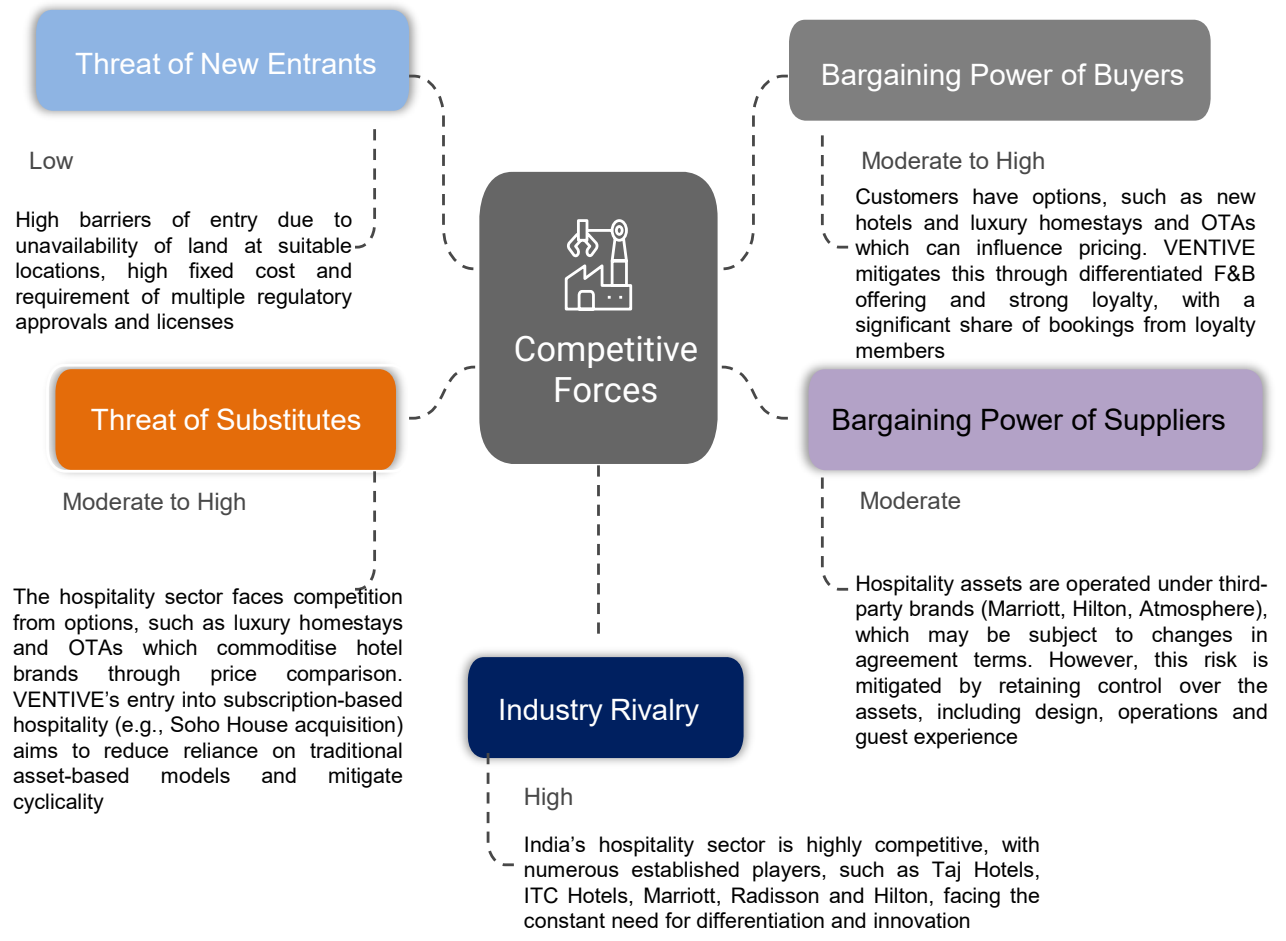 Threat of New Entrants
Low
High barriers of entry due to
unavailability of land at suitable
locations, high fixed cost and
requirement of multiple regulatory
approvals and licenses
Bargaining Power of Buyers
Moderate to High
Customers have options, such as new
hotels and luxury homestays and OTAs
which can influence pricing. VENTIVE
mitigates this through differentiated F&B
offering and strong loyalty, with a
significant share of bookings from loyalty
members
Competitive
Forces
Threat of Substitutes
Moderate to High
The hospitality sector faces competition
from options, such as luxury homestays
and OTAs which commoditise hotel
brands through price comparison.
VENTIVE’s entry into subscription-based
hospitality (e.g., Soho House acquisition)
aims to reduce reliance on traditional
asset-based models and mitigate
cyclicality
Bargaining Power of Suppliers
Moderate
Hospitality assets are operated under third-
party brands (Marriott, Hilton, Atmosphere),
which may be subject to changes in
agreement terms. However, this risk is
mitigated by retaining control over the
assets, including design, operations and
guest experience
Industry Rivalry
High
India’s hospitality sector is highly competitive, with
numerous established players, such as Taj Hotels,
ITC Hotels, Marriott, Radisson and Hilton, facing the
constant need for differentiation and innovation